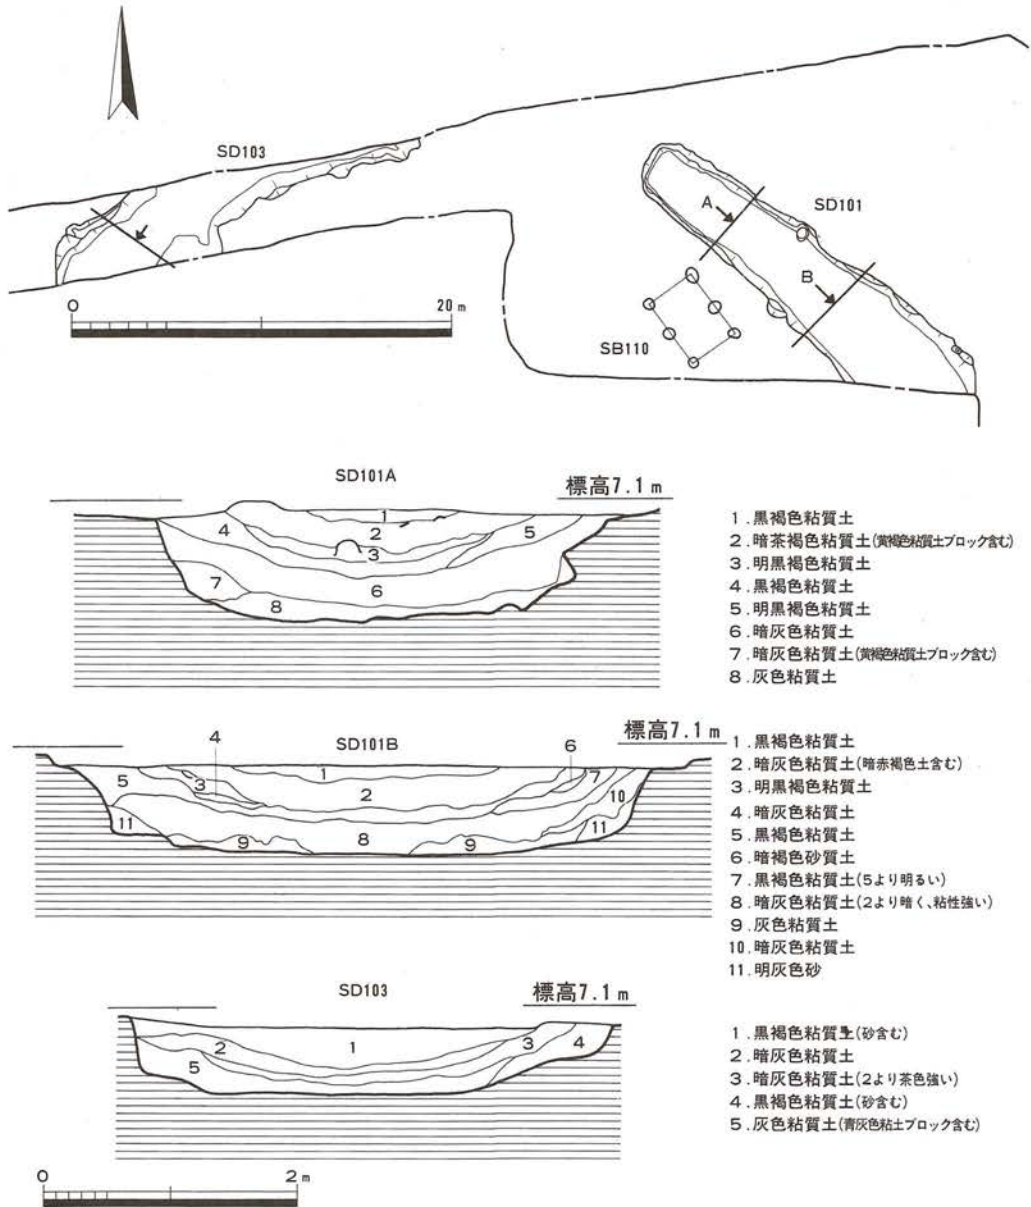 SD103
A
SD101
B
0
20 m
SB110
SD101A
標高7.1m
1
2
3
4
5
6
7
8
1.黒褐色粘質土
2.暗茶褐色粘質土(黄褐色粘質土ブロック含む)
3.明黒褐色粘質土
4.黒褐色粘質土
5.明黒褐色粘質土
6.暗灰色粘質土
7.暗灰色粘質土(黄褐色粘質土ブロック含む)
8.灰色粘質土
SD101B
標高7.1m
4
6
1
7
5
3
2
10
11
11
9
8
9
1.黒褐色粘質土
2.暗灰色粘質土(暗赤褐色土含む)
3.明黒褐色粘質土
4.暗灰色粘質土
5.黒褐色粘質土
6.暗褐色砂質土
7.黒褐色粘質土(5より明るい)
8.暗灰色粘質土(2より暗く、粘性強い)
9.灰色粘質土
10.暗灰色粘質土
11.明灰色砂
SD103
標高7.1m
2
1
3
4
5
1.黒褐色粘質土(砂含む)
2.暗灰色粘質土
3.暗灰色粘質土(2より茶色強い)
4.黒褐色粘質土(砂含む)
5.灰色粘質土(青灰色粘土ブロック含む)
0
2 m